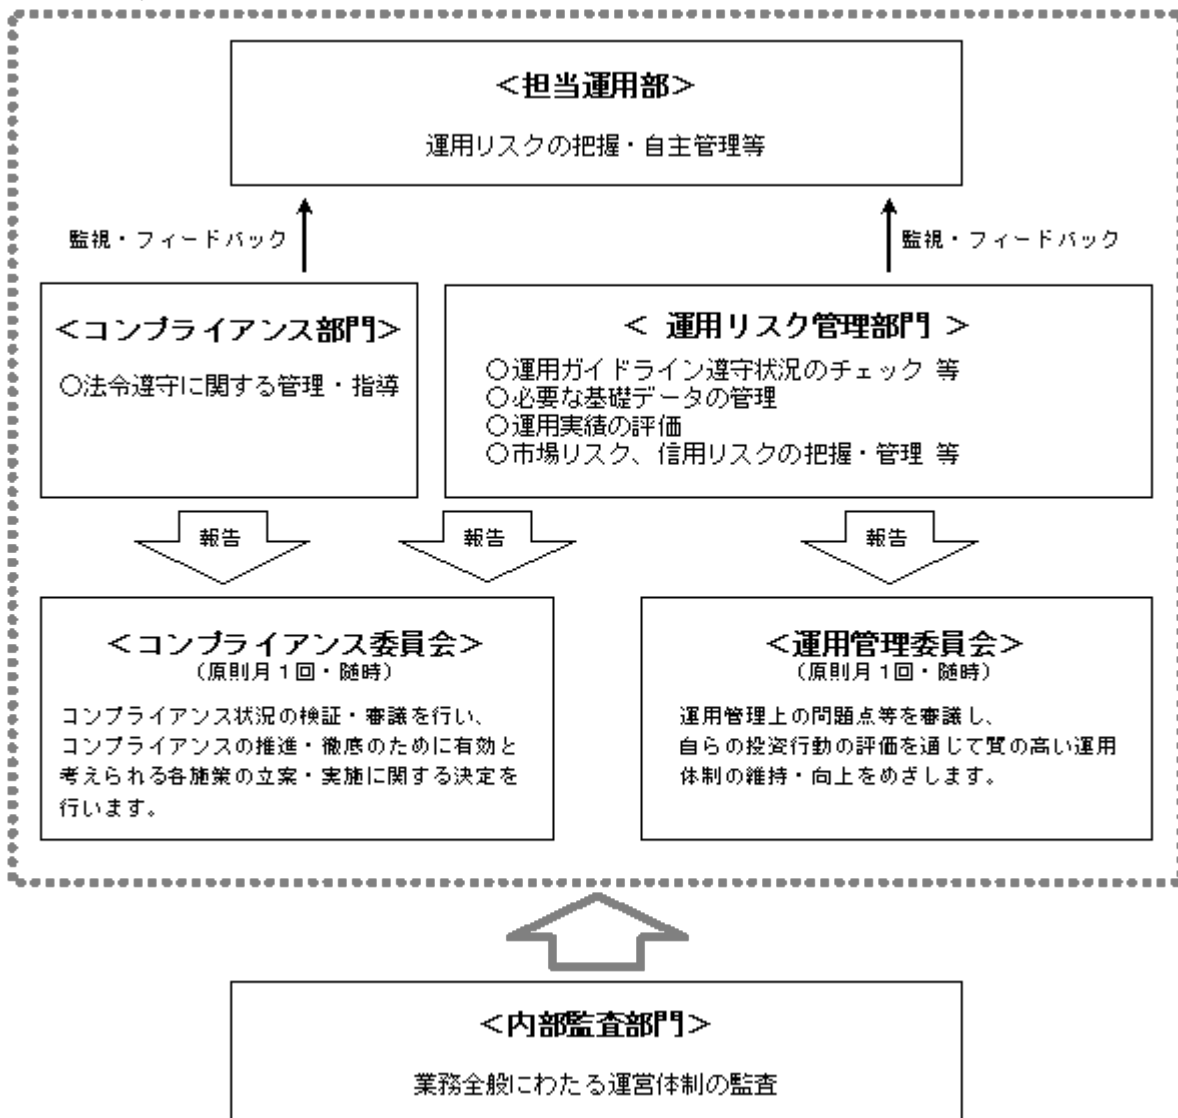 ＜担当運用部＞
運用リスクの把握・自主管理等
監視・フィードバック
監視・フィードバック
＜コンプライアンス部門＞
○法令遵守に関する管理・指導
＜ 運用リスク管理部門 ＞
○運用ガイドライン遵守状況のチェック 等
○必要な基礎データの管理
○運用実績の評価
○市場リスク、信用リスクの把握・管理 等
報告
報告
報告
＜コンプライアンス委員会＞
（原則月１回・随時）
コンプライアンス状況の検証・審議を行い、
コンプライアンスの推進・徹底のために有効と
考えられる各施策の立案・実施に関する決定を
行います。
＜運用管理委員会＞
（原則月１回・随時）
運用管理上の問題点等を審議し、
自らの投資行動の評価を通じて質の高い運用
体制の維持・向上をめざします。
＜内部監査部門＞
業務全般にわたる運営体制の監査